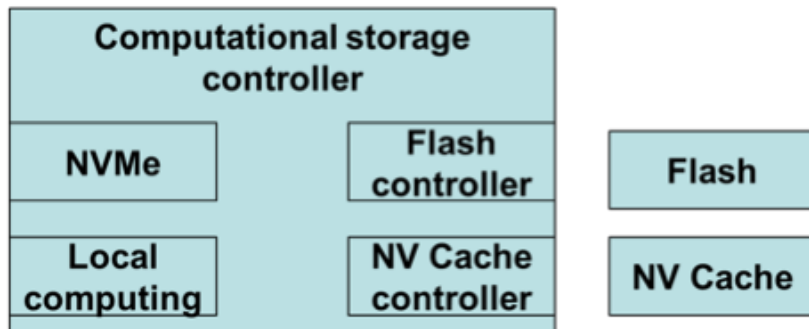 Computational storage
controller
NVMe
Flash
controller
Flash
Local
computing
NV Cache
controller
NV Cache